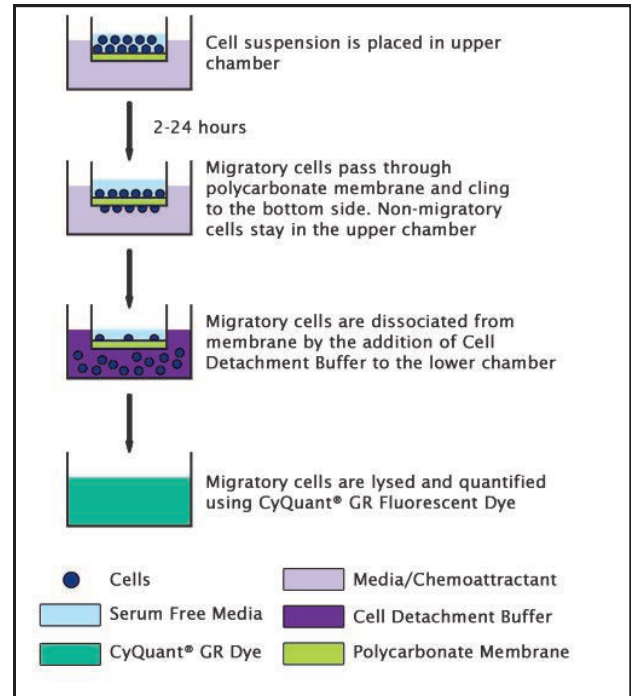 Cell suspension is placed in upper
chamber
2-24 hours
Migratory cells pass through
polycarbonate membrane and cling
to the bottom side. Non-migratory
cells stay in the upper chamber
Migratory cells are dissociated from
membrane by the addition of Cell
Detachment Buffer to the lower chamber
Migratory cells are lysed and quantified
using CyQuant® GR Fluorescent Dye
Cells
Media/Chemoattractant
Serum Free Media
Cell Detachment Buffer
CyQuant® GR Dye
Polycarbonate Membrane